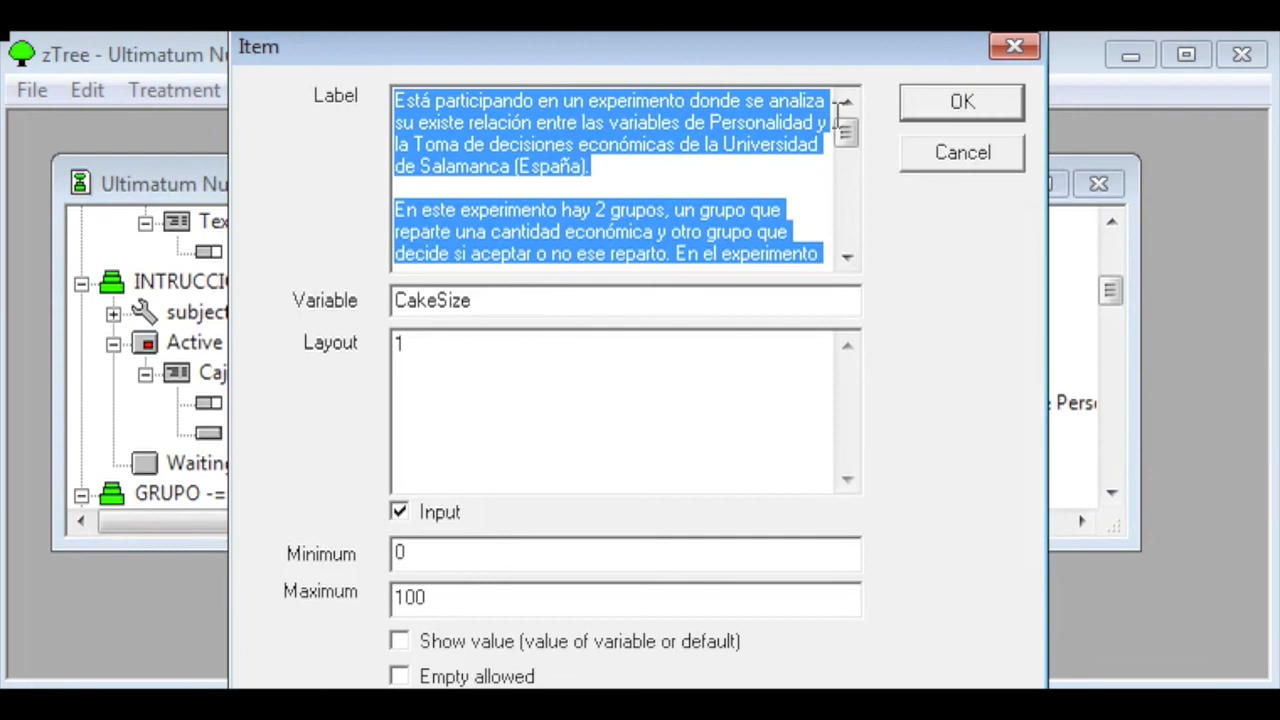 zTree - Ultimatum Nu
Item
File Edit Treatment
Label
Está participando en un experimento donde se analiza
su existe relación entre las variables de Personalidad y
la Toma de decisiones económicas de la Universidad
de Salamanca (España).
En este experimento hay 2 grupos, un grupo que
reparte una cantidad económica y otro grupo que
decide si aceptar o no ese reparto. En el experimento
OK
Cancel
Ultimatum Nu
Tex
INTRUCCI
subject
Active
Caj
Waiting
GRUPO -=
Variable CakeSize
Layout 1
Input
Minimum 0
Maximum 100
Show value (value of variable or default)
Empty allowed
e Pers